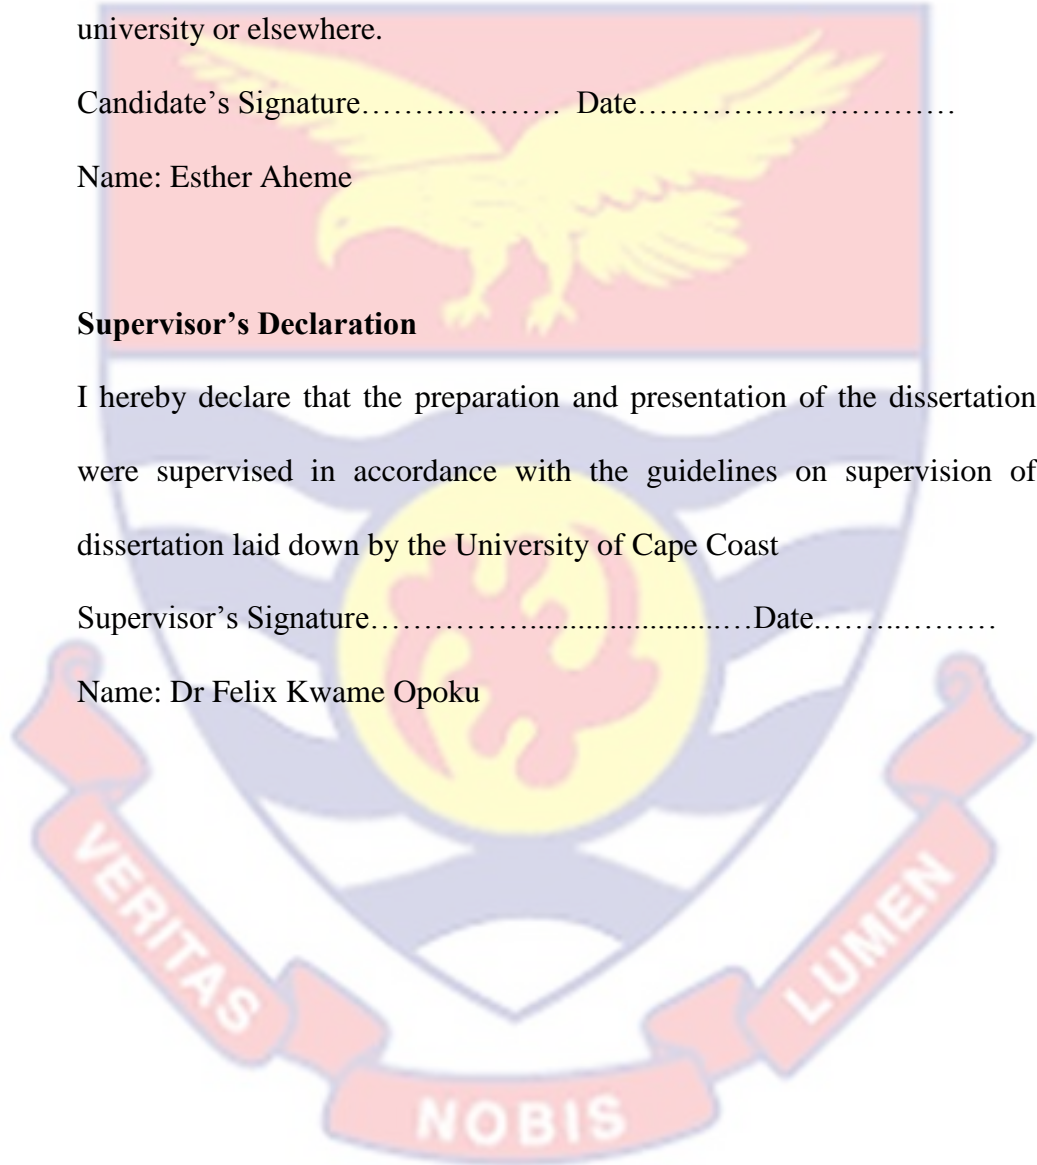 university or elsewhere.
Candidate’s Signature………………. Date…………………………
Name: Esther Aheme
Supervisor’s Declaration
I hereby declare that the preparation and presentation of the dissertation
were supervised in accordance with the guidelines on supervision of
dissertation laid down by the University of Cape Coast
Supervisor’s Signature…………….........................…Date.……..………
Name: Dr Felix Kwame Opoku
VERITAS
NOBIS
LUMEN